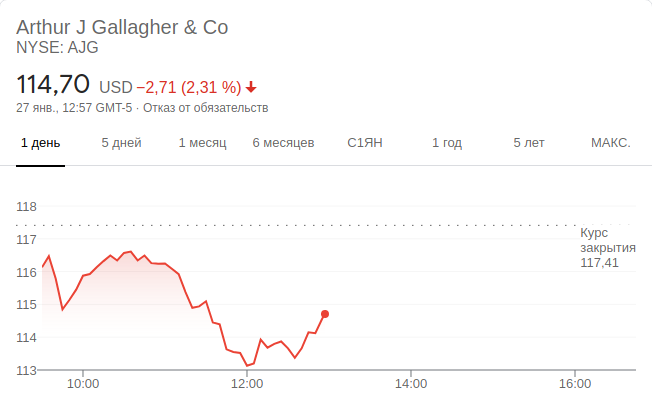 Arthur J Gallagher & Co
NYSE: AJG
114,70 USD −2,71 (2,31 %)
27 янв., 12:57 GMT-5 · Отказ от обязательств
1 день 5 дней 1 месяц 6 месяцев С1ЯН 1 год 5 лет МАКС.
118
117
116
115
114
113
Курс
закрытия
117,41
10:00 12:00 14:00 16:00